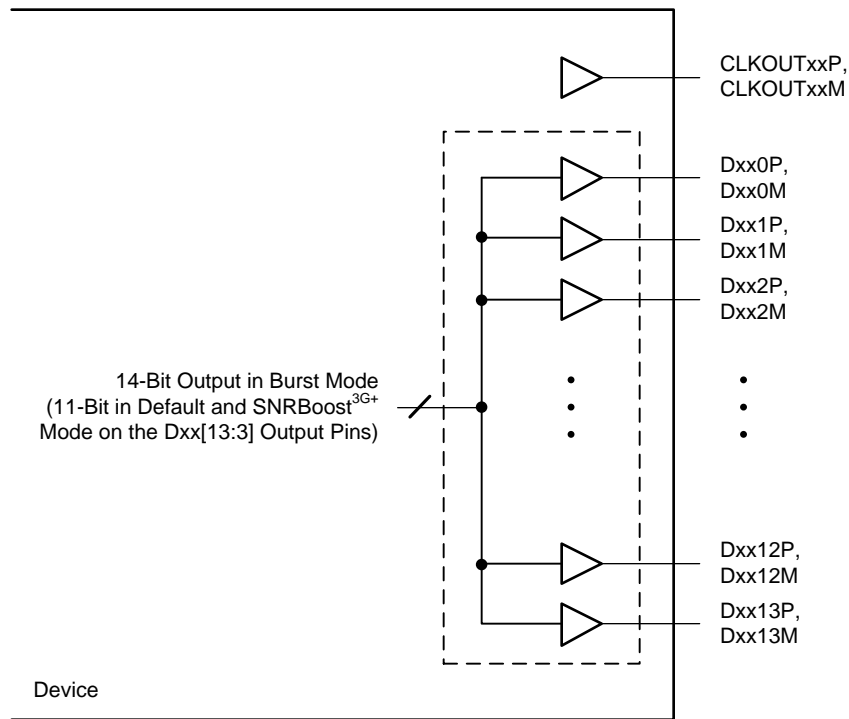 CLKOUTxxP,
CLKOUTxxM
Dxx0P,
Dxx0M
Dxx1P,
Dxx1M
Dxx2P,
Dxx2M
14-Bit Output in Burst Mode
(11-Bit in Default and SNRBoost3G+
Mode on the Dxx[13:3] Output Pins)
Dxx12P,
Dxx12M
Dxx13P,
Dxx13M
Device